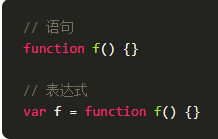 // 语句
function f() {}
// 表达式
var f = function f() {}